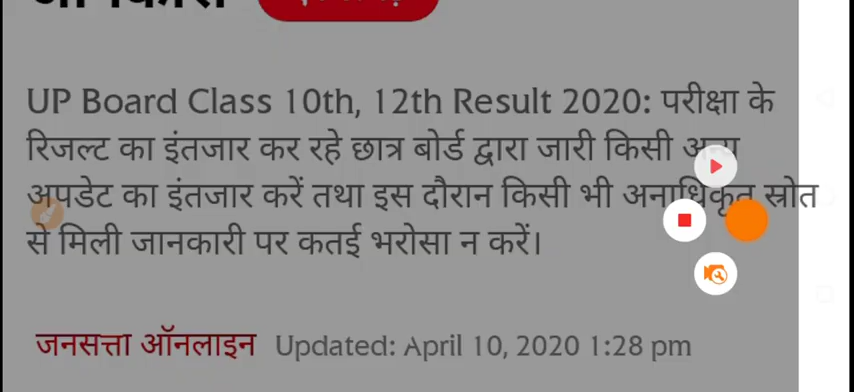 UP Board Class 10th, 12th Result 2020: परीक्षा के
रिजल्ट का इंतजार कर रहे छात्र बोर्ड द्वारा जारी किसी
अपडेट का इंतजार करें तथा इस दौरान किसी भी अनाधिकृत स्रोत
से मिली जानकारी पर कतई भरोसा न करें।
जनसत्ता ऑनलाइन Updated: April 10, 2020 1:28 pm